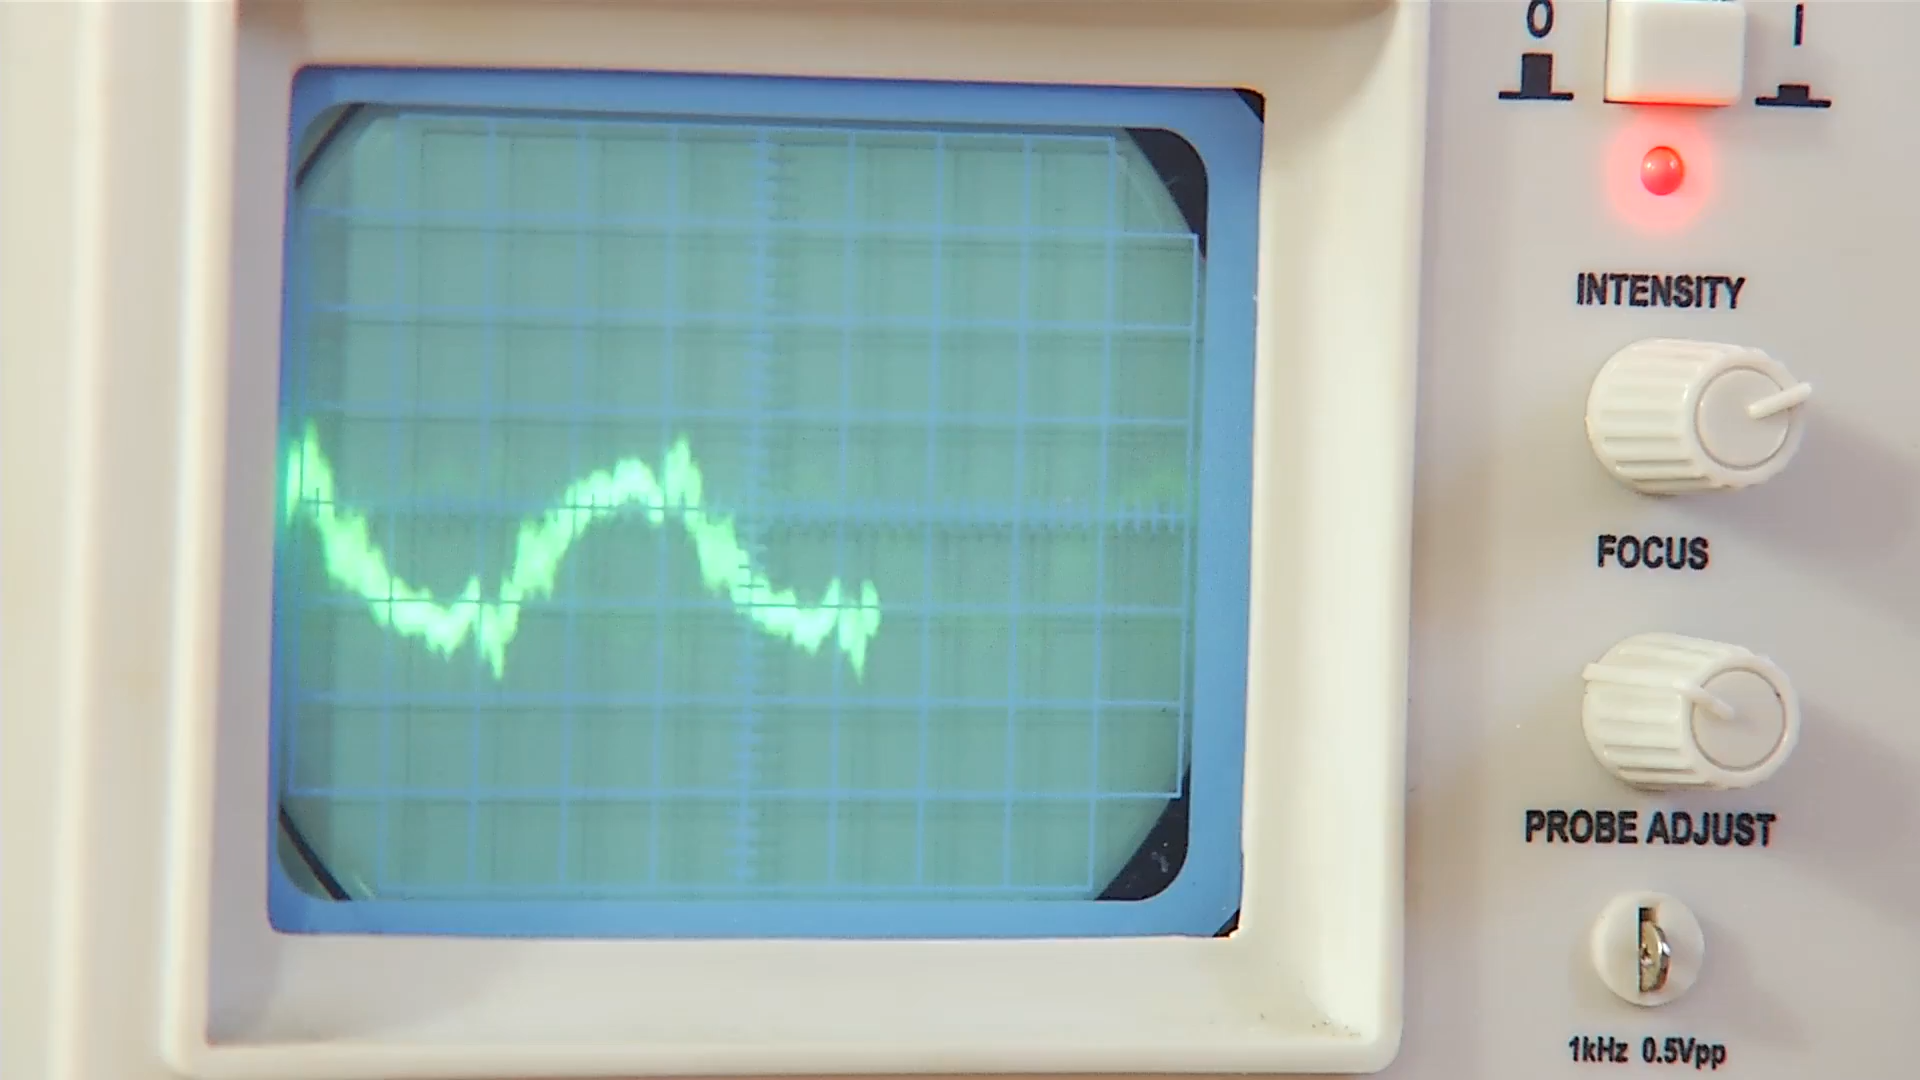 0 I
INTENSITY
FOCUS
PROBE ADJUST
1kHz 0.5Vpp